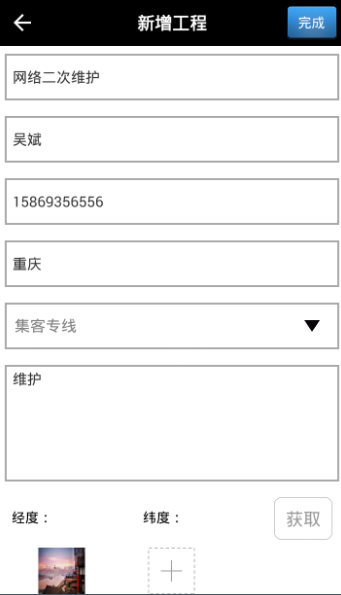 新增工程
完成
网络二次维护
吴斌
15869356556
重庆
集客专线
维护
经度：
纬度：
获取